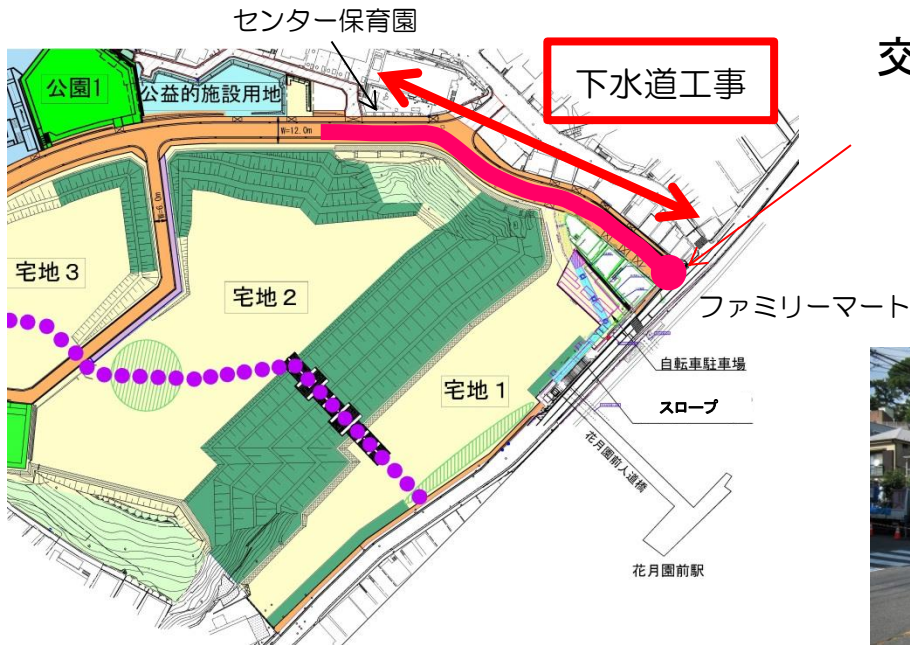 センター保育園
下水道工事
交
公園1
公益的施設用地
W=12.0m
W=6.0m
宅地3
宅地2
宅地1
ファミリーマート
自転車駐車場
スロープ
花月園前人道橋
花月園前駅